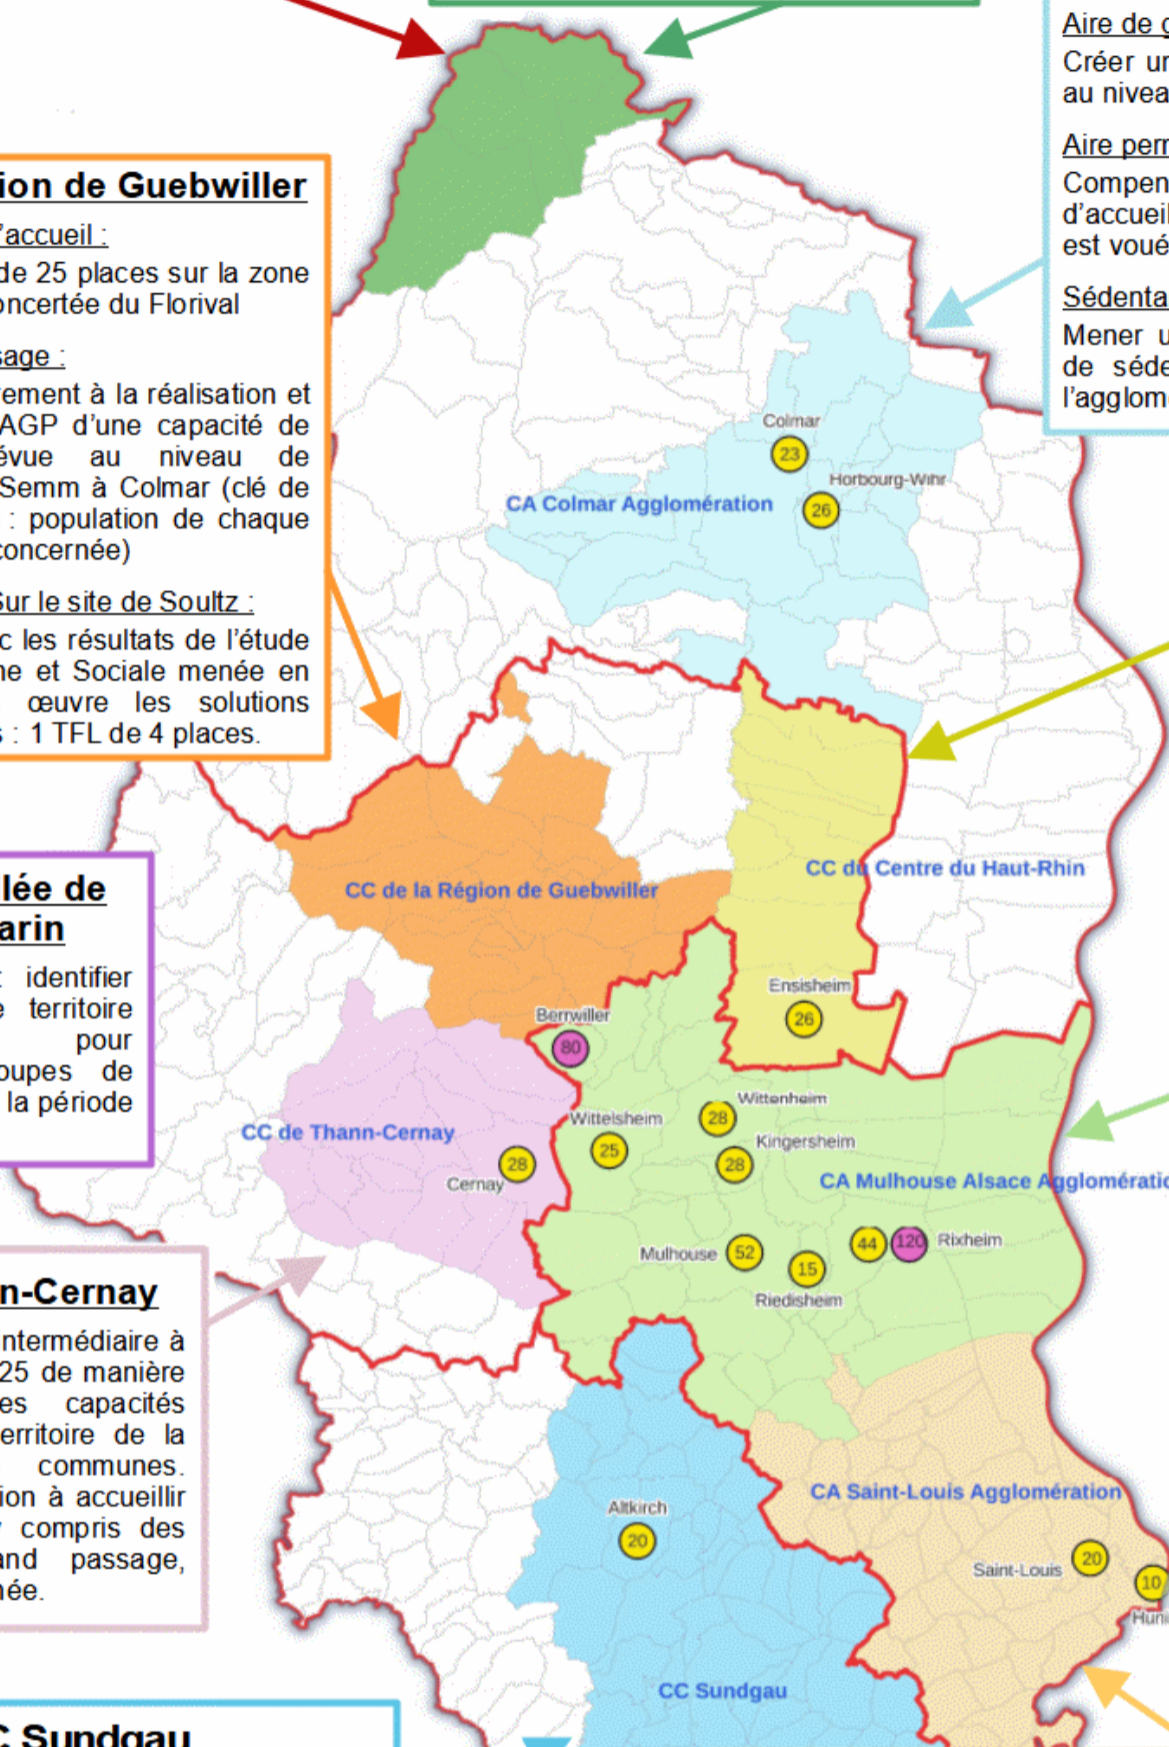 Aire de g
Créer un
au nivea
Aire perm
Compen
d'accueil
est voué
Sédenta
Mener u
de séde
l'agglom
ion de Guebwiller
'accueil :
de 25 places sur la zone
oncertée du Florival
sage :
rement à la réalisation et
AGP d'une capacité de
évue au niveau de
Semm à Colmar (clé de
: population de chaque
concernée)
Sur le site de Soultz :
c les résultats de l'étude
ne et Sociale menée en
œuvre les solutions
s : 1 TFL de 4 places.
Colmar
23
Horbourg-Wihr
26
CA Colmar Agglomération
CC du Centre du Haut-Rhin
CC de la Région de Guebwiller
lée de
arin
t identifier
e territoire
pour
oupes de
la période
Ensisheim
26
Berrwiller
80
Wittenheim
28
Wittelsheim
25
Kingersheim
28
CC de Thann-Cernay
28
Cernay
CA Mulhouse Alsace Agglomératio
Mulhouse
52
15
Riedisheim
44
120
Rixheim
n-Cernay
ntermédiaire à
25 de manière
es capacités
erritoire de la
communes.
ion à accueillir
y compris des
and passage,
née.
CA Saint-Louis Agglomération
Altkirch
20
Saint-Louis
20
10
Huni
CC Sundgau
C Sundgau